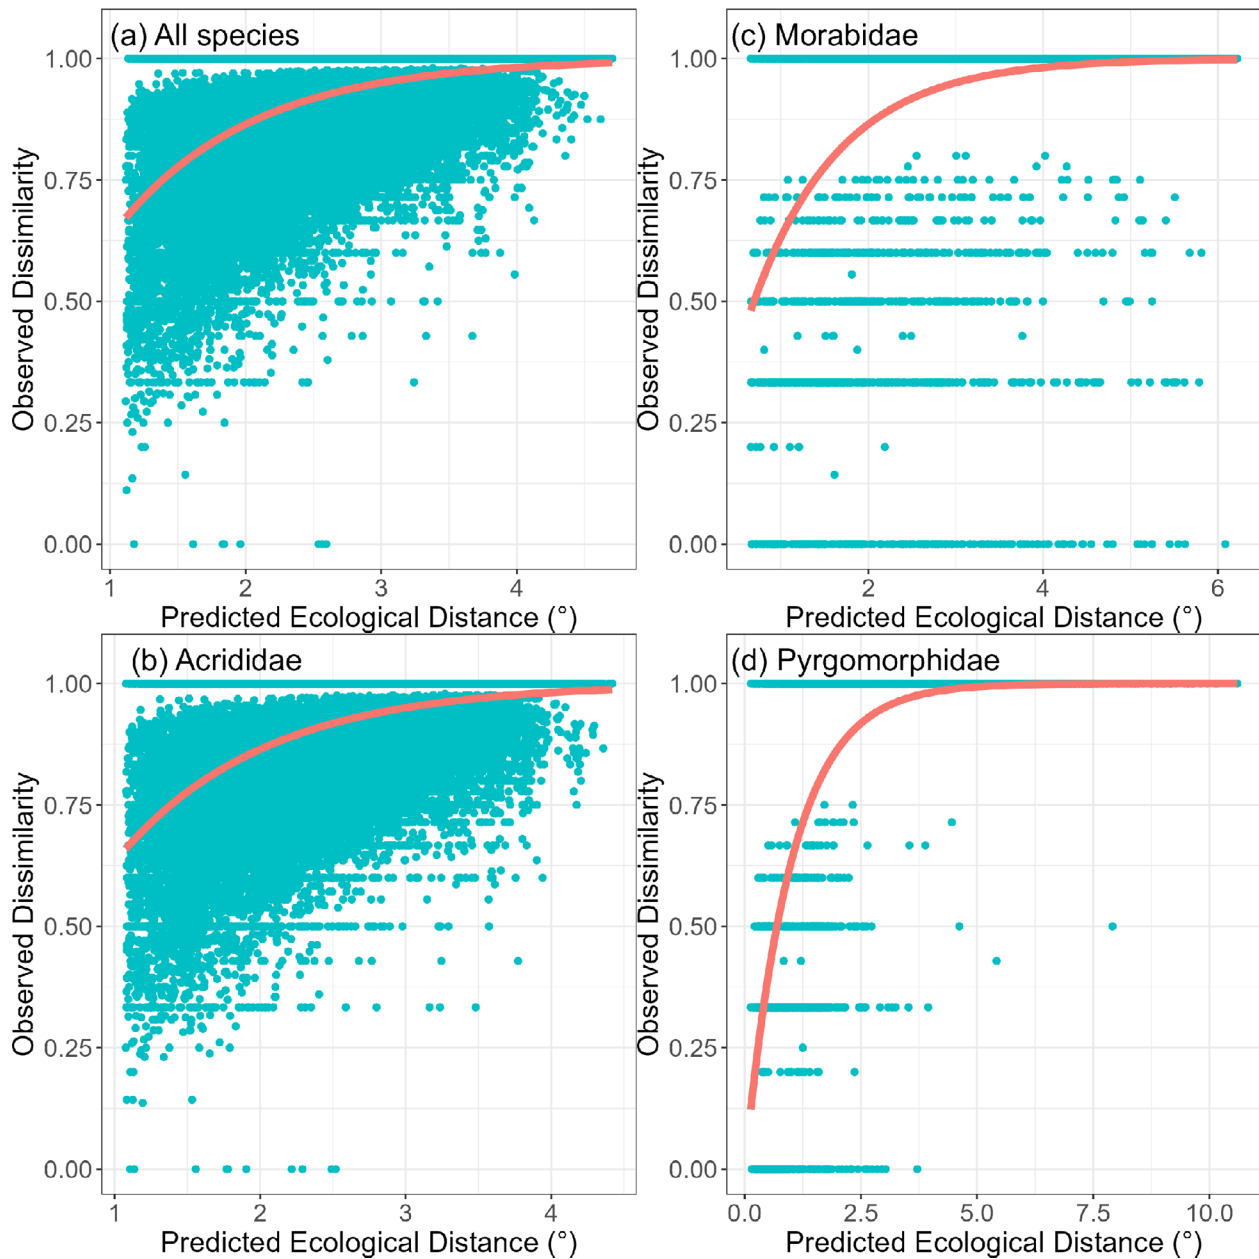 (a) All species
1.00
0.75
0.50
0.25
0.00
Observed Dissimilarity
1 2 3 4
Predicted Ecological Distance (°)
(c) Morabidae
1.00
0.75
0.50
0.25
0.00
Observed Dissimilarity
2 4 6
Predicted Ecological Distance (°)
(b) Acrididae
1.00
0.75
0.50
0.25
0.00
Observed Dissimilarity
1 2 3 4
Predicted Ecological Distance (°)
(d) Pyrgomorphidae
1.00
0.75
0.50
0.25
0.00
Observed Dissimilarity
0.0 2.5 5.0 7.5 10.0
Predicted Ecological Distance (°)